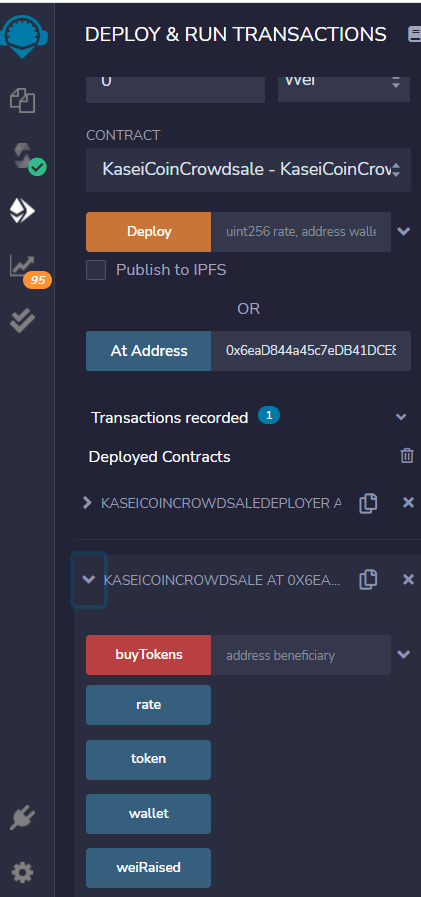 DEPLOY & RUN TRANSACTIONS
0 Wei
CONTRACT
KaseiCoinCrowdsale - KaseiCoinCrow
Deploy uint256 rate, address walle
Publish to IPFS
OR
At Address 0x6eaD844a45c7eDB41DCE8
95
Transactions recorded 1
Deployed Contracts
KASEICOINCROWDSALEDEPLOYER A
KASEICOINCROWDSALE AT 0X6EA...
buyTokens address beneficiary
rate
token
wallet
weiRaised